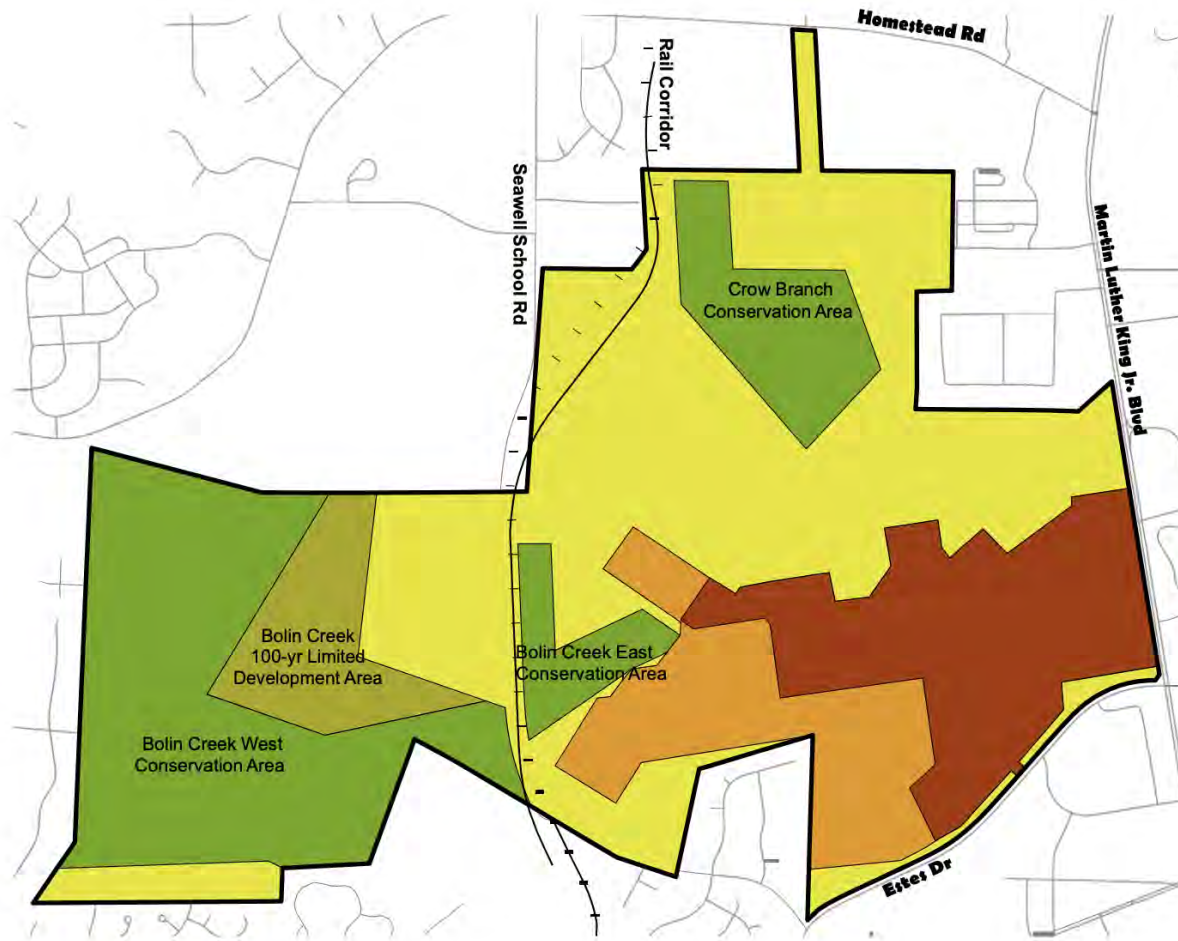 Homestead Rd
Rail Corridor
Seawell School Rd
Martin Luther King Jr. Blvd
Crow Branch
Conservation Area
Bolin Creek
100-yr Limited
Development Area
Bolin Creek East
Conservation Area
Bolin Creek West
Conservation Area
Estes Dr